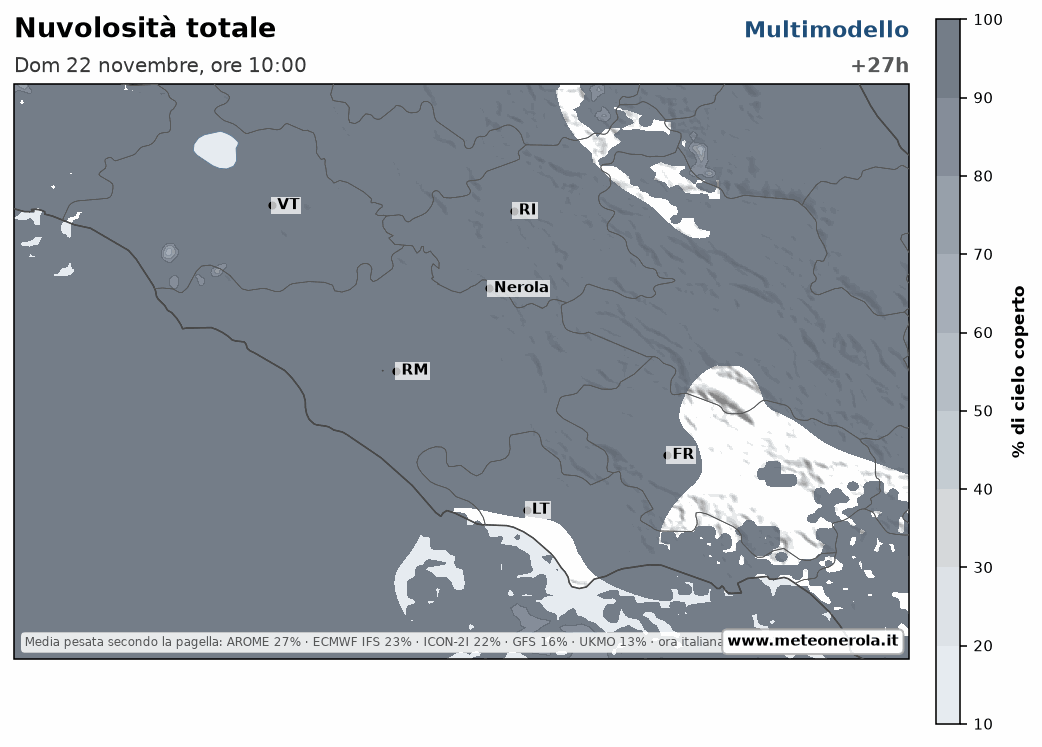 Nuvolosità totale
Multimodello
Dom 22 novembre, ore 10:00
+27h
100
90
80
70
60
50
40
30
20
10
% di cielo coperto
VT
RI
Nerola
RM
FR
LT
Media pesata secondo la pagella: AROME 27% · ECMWF IFS 23% · ICON-2I 22% · GFS 16% · UKMO 13% · ora italiana
www.meteonerola.it